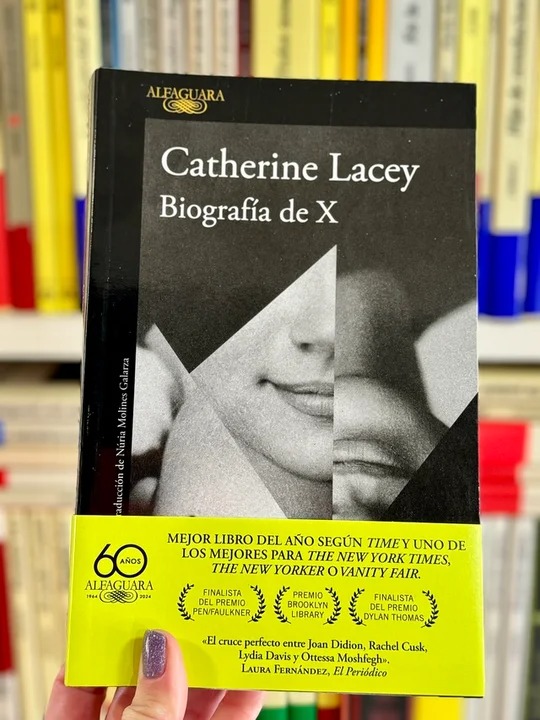 ALFAGUARA
Catherine Lacey
Biografía de X
Traducción de Núria Molines Galarza
MEJOR LIBRO DEL AÑO SEGÚN TIME Y UNO DE
LOS MEJORES PARA THE NEW YORK TIMES,
THE NEW YORKER O VANITY FAIR.
60 AÑOS
ALFAGUARA
1964 2024
FINALISTA
DEL PREMIO
PEN/FAULKNER
PREMIO
BROOKLYN
LIBRARY
FINALISTA
DEL PREMIO
DYLAN THOMAS
«El cruce perfecto entre Joan Didion, Rachel Cusk,
Lydia Davis y Ottessa Moshfegh».
LAURA FERNÁNDEZ, El Periódico